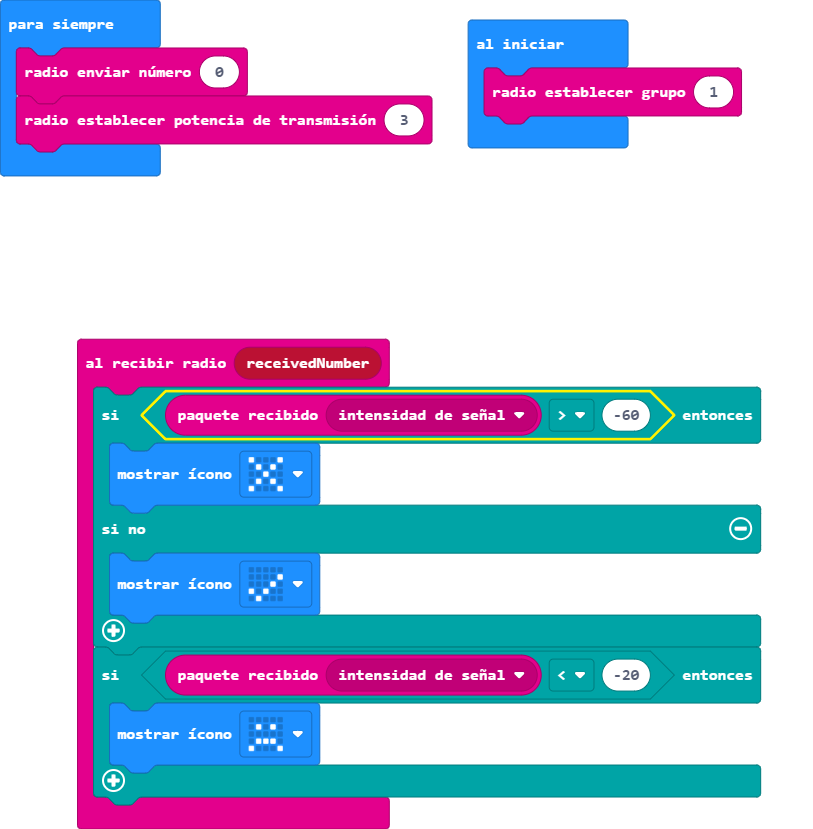 para siempre
radio enviar número 0
radio establecer potencia de transmisión 3
al iniciar
radio establecer grupo 1
al recibir radio receivedNumber
si paquete recibido intensidad de señal > -60 entonces
mostrar ícono
si no
mostrar ícono
si paquete recibido intensidad de señal < -20 entonces
mostrar ícono